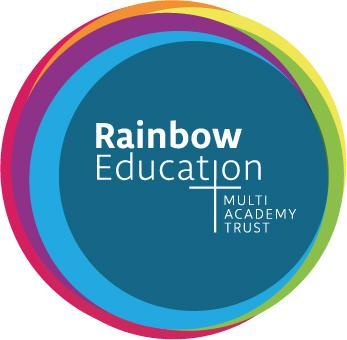 Rainbow
Education
MULTI
ACADEMY
TRUST